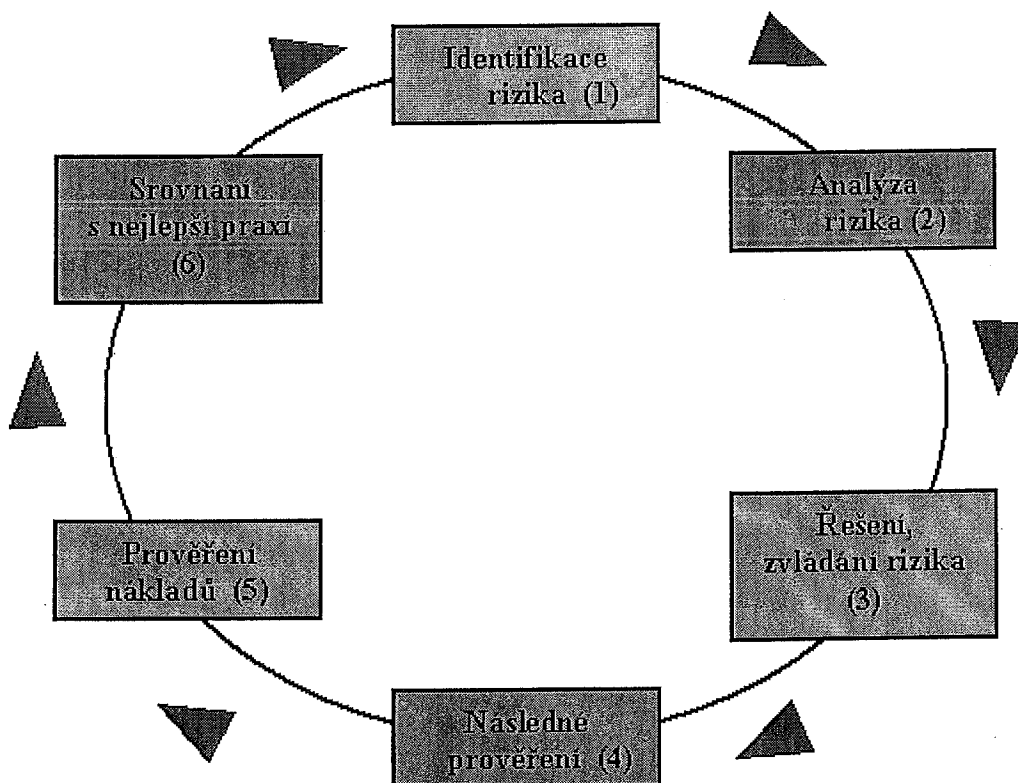 Identifikace
rizika (1)
Analýza
rizika (2)
Řešení,
zvládání rizika
(3)
Následné
prověření (4)
Prověření
nákladů (5)
Srovnání
s nejlepší praxí
(6)